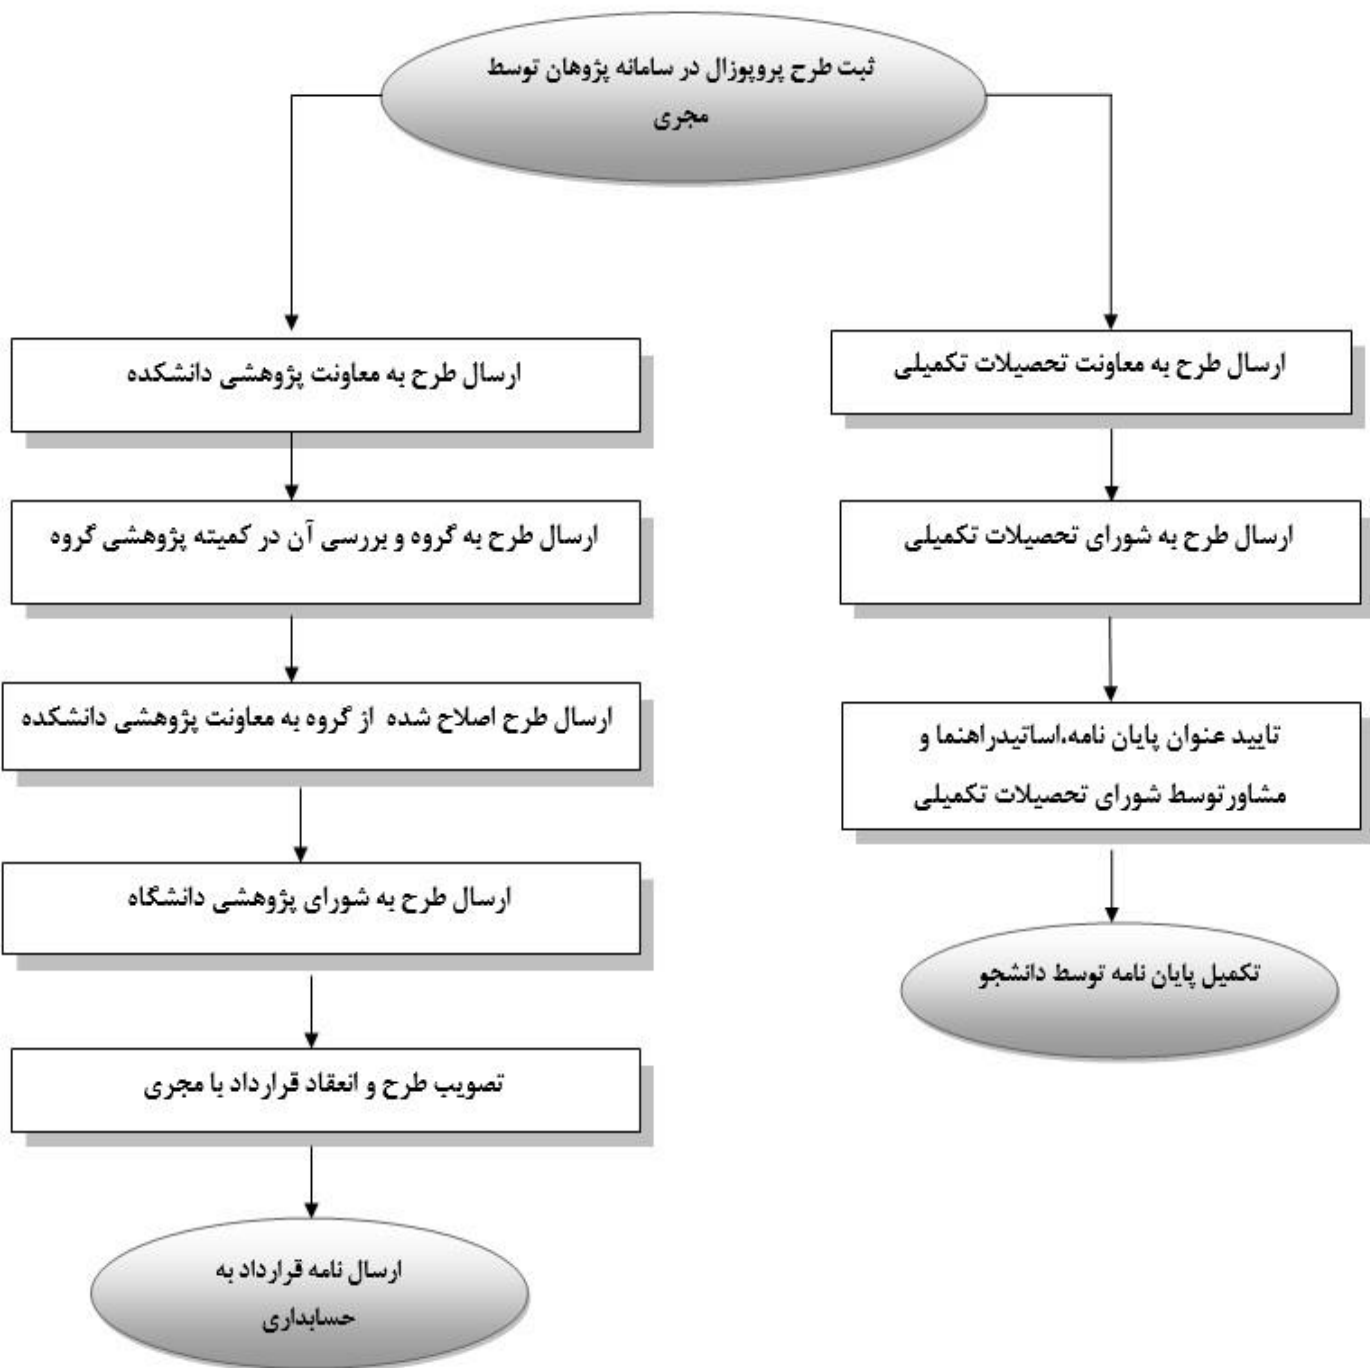 ثبت طرح پروپوزال در سامانه پژوهان توسط
مجری
ارسال طرح به معاونت تحصیلات تکمیلی
ارسال طرح به شورای تحصیلات تکمیلی
تایید عنوان پایان نامه،اساتیدراهنما و
مشاورتوسط شورای تحصیلات تکمیلی
تکمیل پایان نامه توسط دانشجو
ارسال طرح به معاونت پژوهشی دانشکده
ارسال طرح به گروه و بررسی آن در کمیته پژوهشی گروه
ارسال طرح اصلاح شده از گروه به معاونت پژوهشی دانشکده
ارسال طرح به شورای پژوهشی دانشگاه
تصویب طرح و انعقاد قرارداد با مجری
ارسال نامه قرارداد به
حسابداری